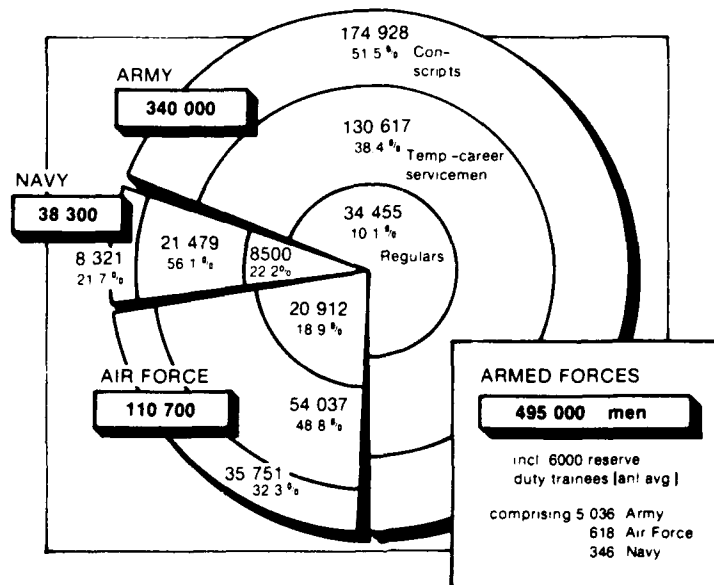 174 928
51 5 %
Con-
scripts
ARMY
340 000
130 617
38 4 %
Temp -career
servicemen
NAVY
38 300
34 455
10 1 %
Regulars
8 321
21 7 %
21 479
56 1 %
8500
22 2%
20 912
18 9 %
AIR FORCE
110 700
54 037
48 8 %
35 751
32 3 %
ARMED FORCES
495 000 men
incl 6000 reserve
duty trainees [anl avg]
comprising 5 036 Army
618 Air Force
346 Navy